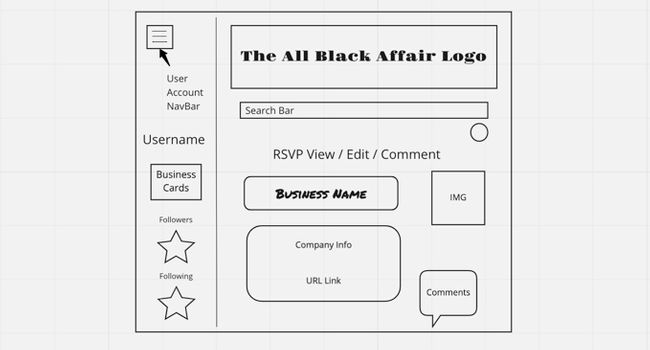 The All Black Affair Logo
User
Account
NavBar
Search Bar
Username
RSVP View / Edit / Comment
Business
Cards
Business Name
IMG
Followers
Company Info
Following
URL Link
Comments